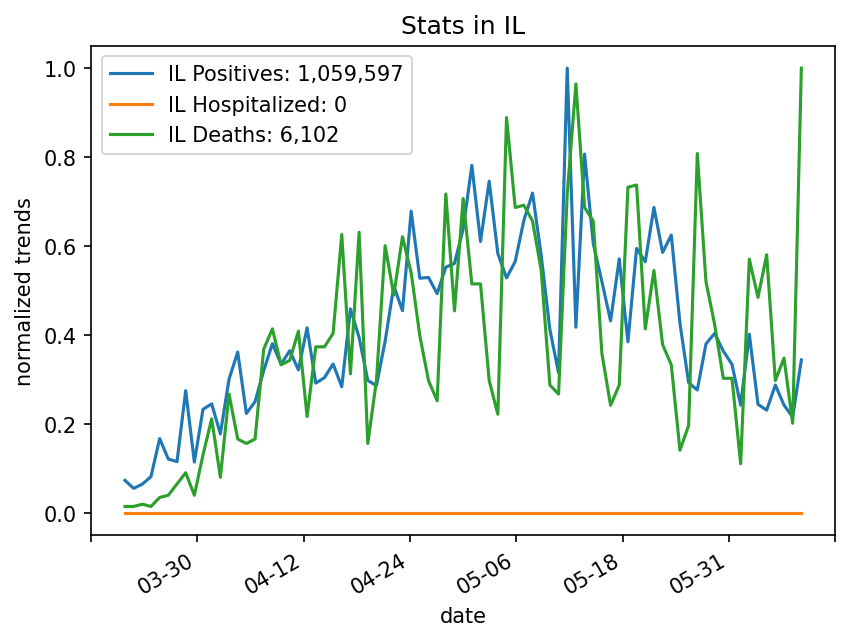 Stats in IL
IL Positives: 1,059,597
IL Hospitalized: 0
IL Deaths: 6,102
normalized trends
1.0
0.8
0.6
0.4
0.2
0.0
03-30
04-12
04-24
05-06
05-18
05-31
date